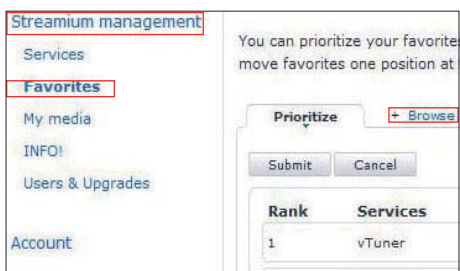 Streamium management
Services
Favorites
My media
INFO!
Users & Upgrades
Account
You can prioritize your favorite
move favorites one position at
Prioritize
+ Browse
Submit
Cancel
Rank Services
1 vTuner